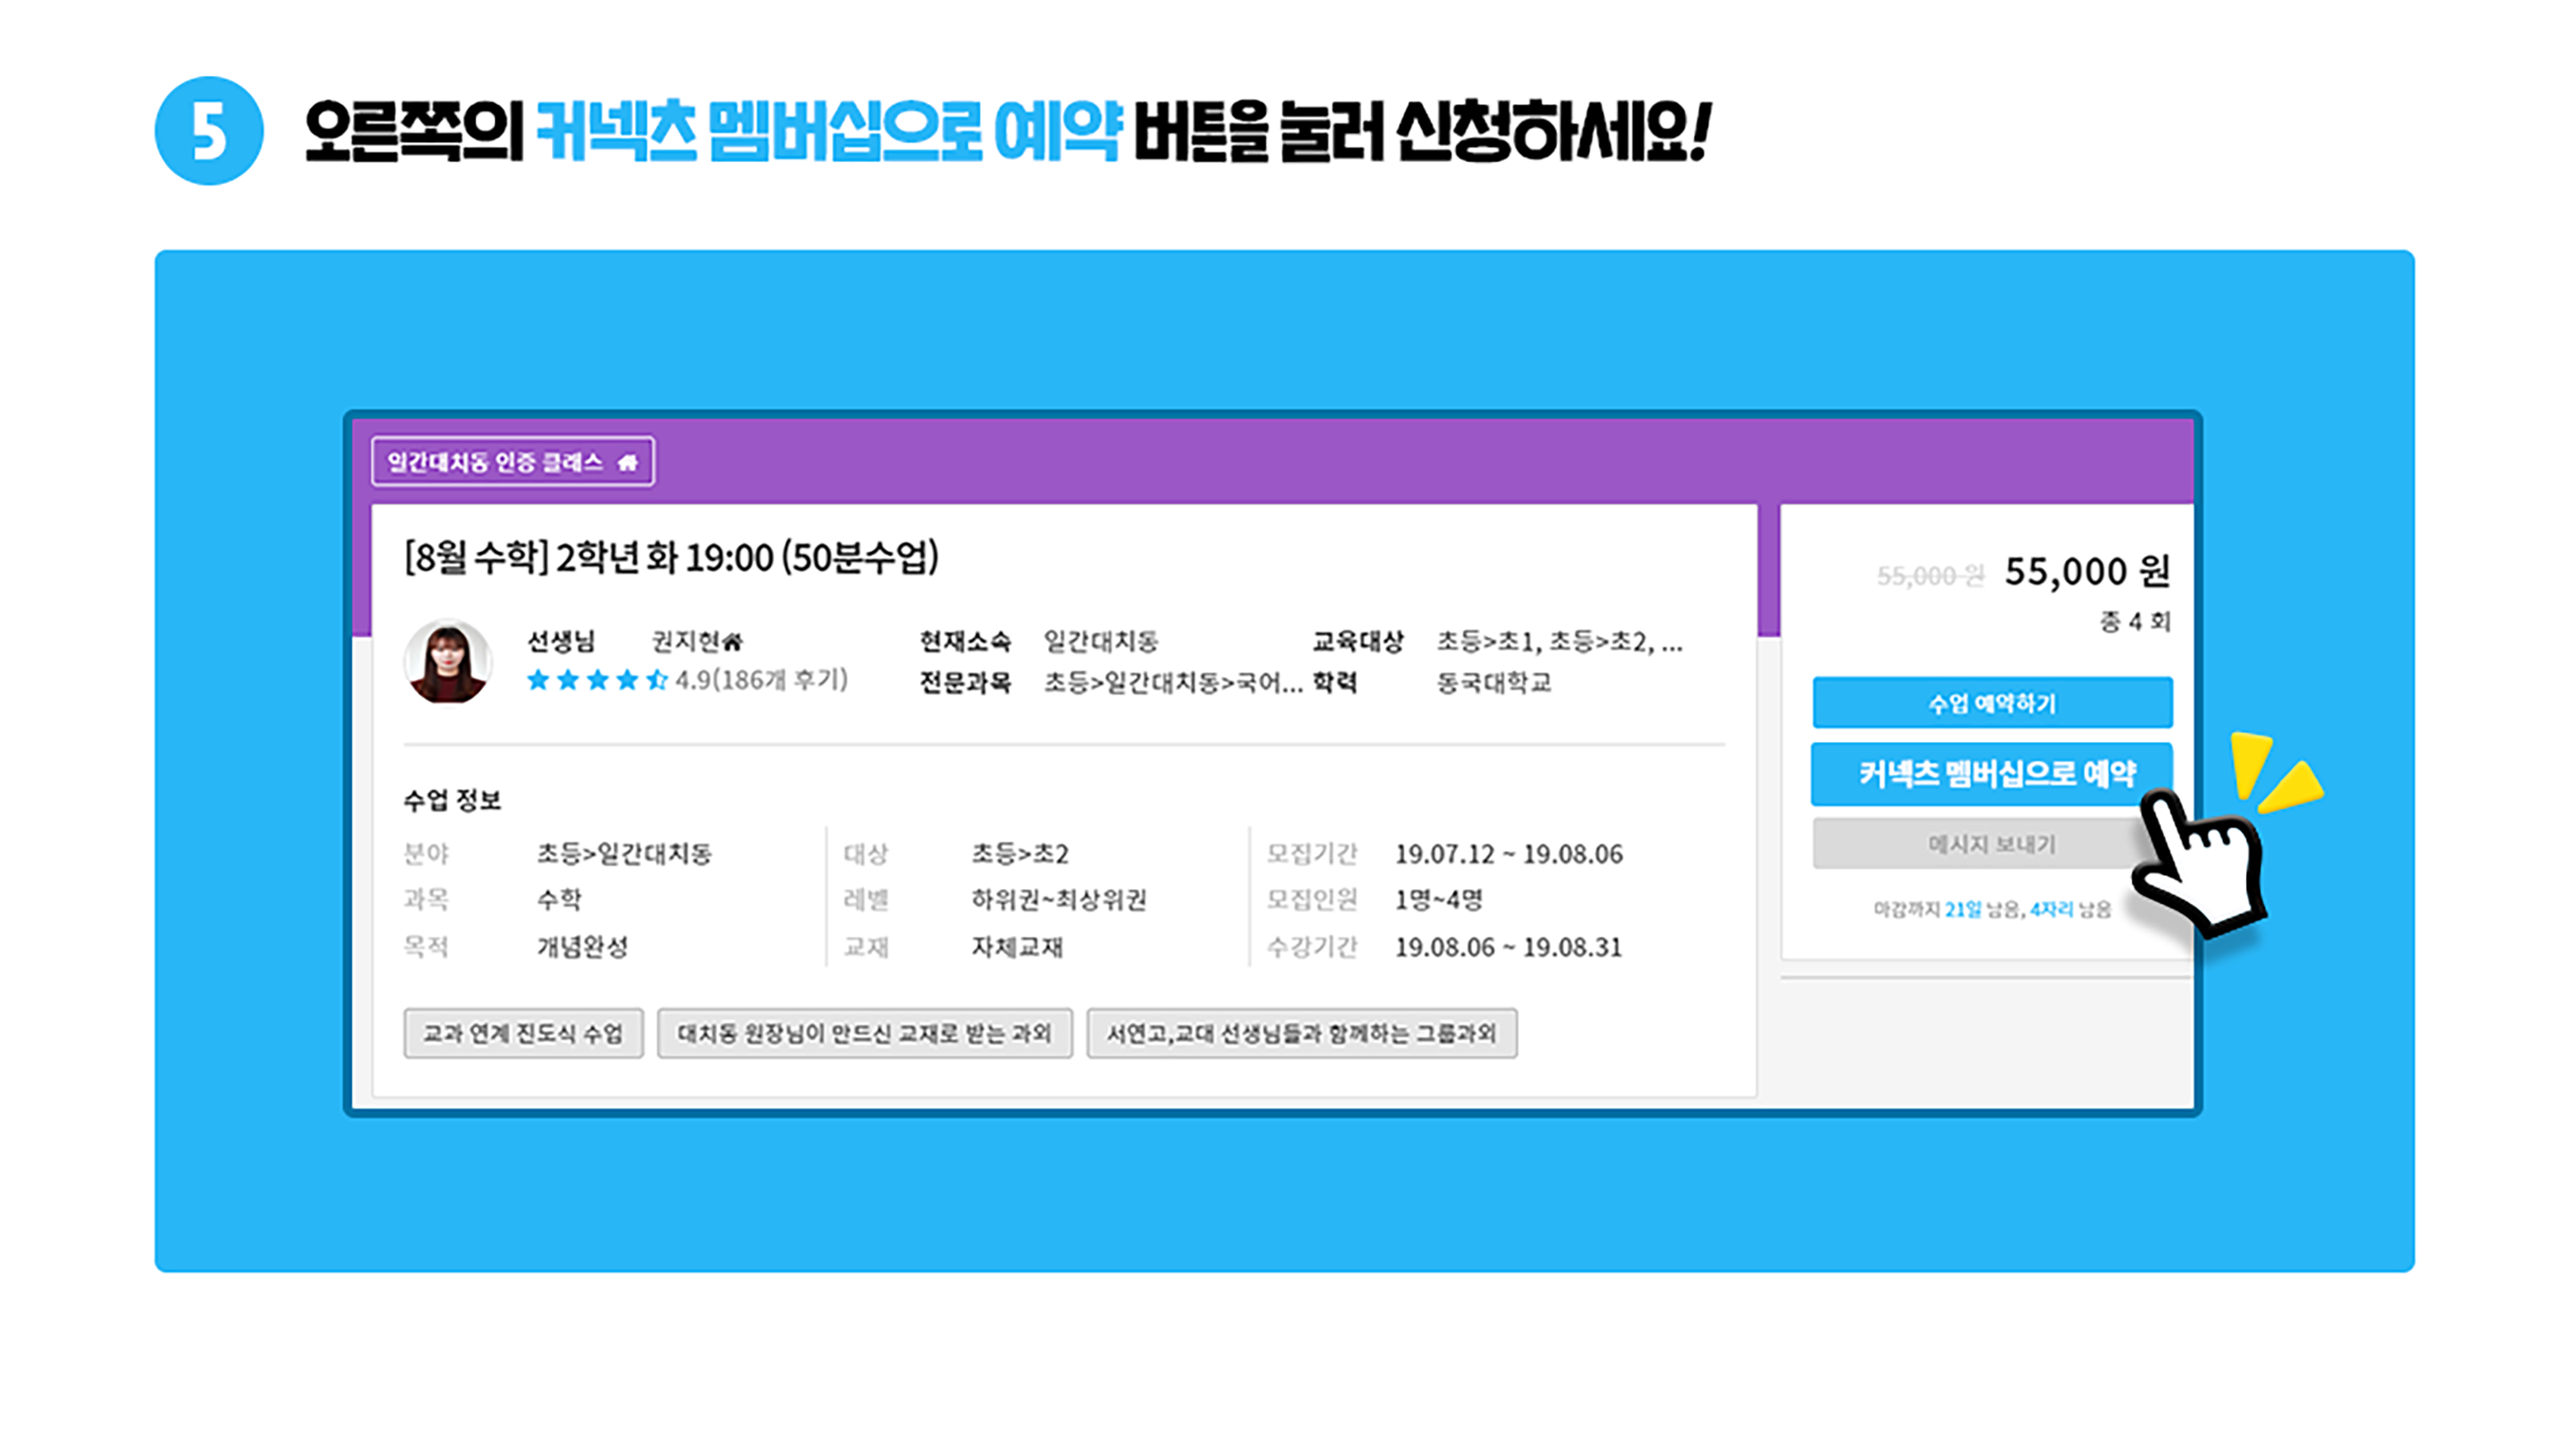 5 오른쪽의 커넥츠 멤버십으로 예약 버튼을 눌러 신청하세요!
일간대치동 인증 클래스
[8월 수학] 2학년 화 19:00 (50분수업)
선생님 권지현 현재소속 일간대치동 교육대상 초등>초1, 초등>초2, ...
4.9(186개 후기) 전문과목 초등>일간대치동>국어... 학력 동국대학교
수업 정보
분야 초등>일간대치동 대상 초등>초2 모집기간 19.07.12 ~ 19.08.06
과목 수학 레벨 하위권~최상위권 모집인원 1명~4명
목적 개념완성 교재 자체교재 수강기간 19.08.06 ~ 19.08.31
교과 연계 진도식 수업 대치동 원장님이 만드신 교재로 받는 과외 서연고,교대 선생님들과 함께하는 그룹과외
55,000 원 55,000 원
총 4 회
수업 예약하기
커넥츠 멤버십으로 예약
메시지 보내기
마감까지 21일 남음, 4자리 남음